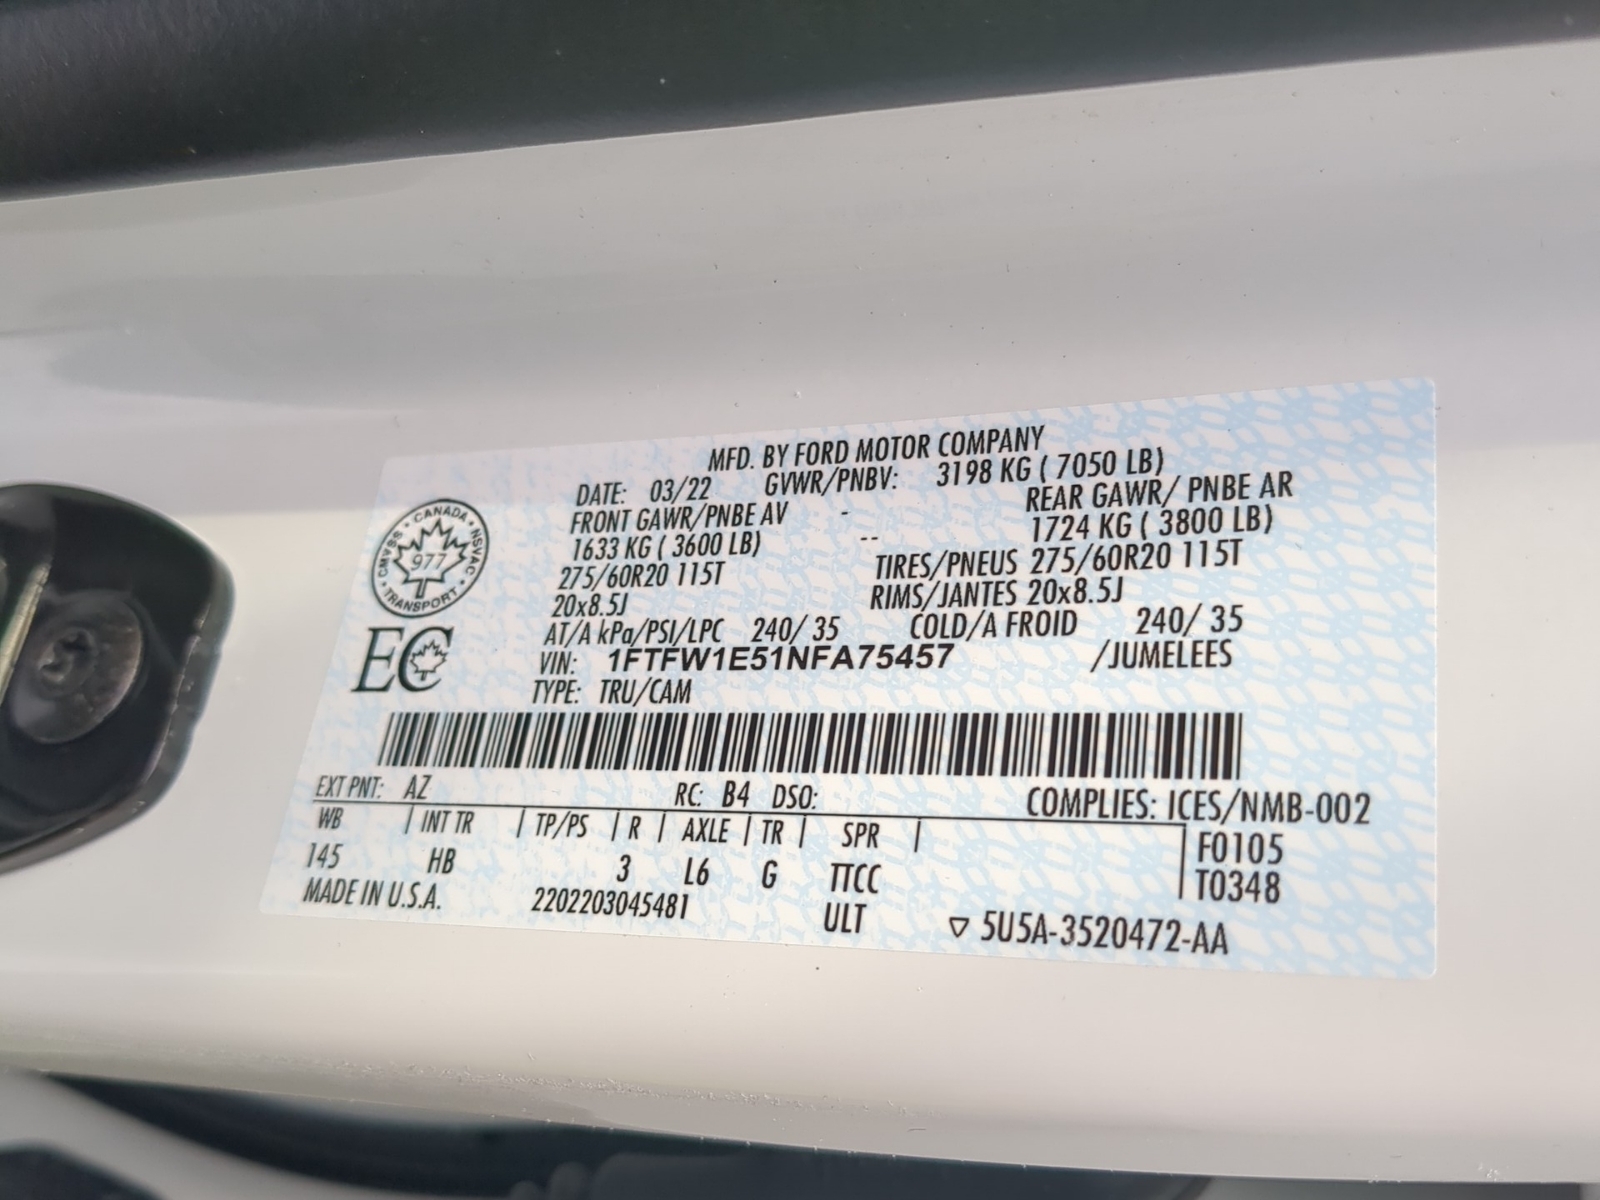 MFD. BY FORD MOTOR COMPANY
DATE: 03/22 GVWR/PNBV: 3198 KG ( 7050 LB)
FRONT GAWR/PNBE AV - REAR GAWR/ PNBE AR
1633 KG ( 3600 LB) -- 1724 KG ( 3800 LB)
275/60R20 115T TIRES/PNEUS 275/60R20 115T
20x8.5J RIMS/JANTES 20x8.5J
AT/A kPa/PSI/LPC 240/ 35 COLD/A FROID 240/ 35
VIN: 1FTFW1E51NFA75457 /JUMELEES
TYPE: TRU/CAM
CANADA
NSVAC
TRANSPORT
CMVSS
977
EC
EXT PNT: AZ RC: B4 DSO: COMPLIES: ICES/NMB-002
WB | INT TR | TP/PS | R | AXLE | TR | SPR | F0105
145 HB 3 L6 G TTCC T0348
MADE IN U.S.A. 2202203045481 ULT ▽ 5U5A-3520472-AA